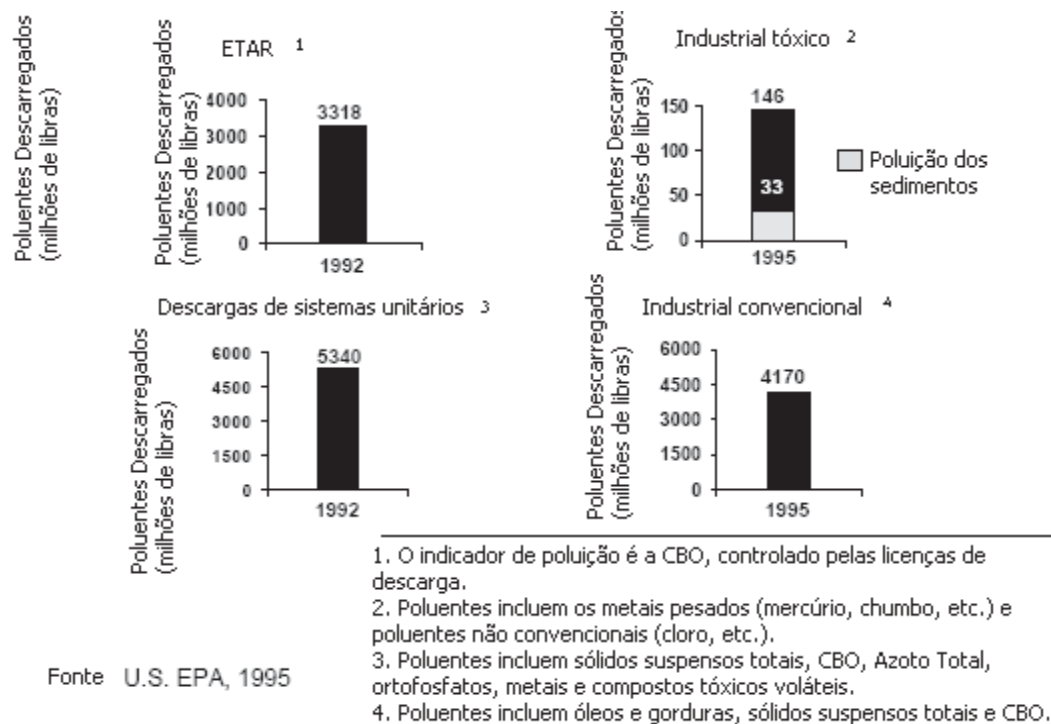 Poluentes Descarregados
(milhões de libras)
ETAR 1
Poluentes Descarregados
(milhões de libras)
4000
3000
2000
1000
0
3318
1992
Industrial tóxico 2
Poluentes Descarregados
(milhões de libras)
150
100
50
0
146
33
1995
Poluição dos
sedimentos
Descargas de sistemas unitários 3
Poluentes Descarregados
(milhões de libras)
6000
4500
3000
1500
0
5340
1992
Industrial convencional 4
Poluentes Descarregados
(milhões de libras)
6000
4500
3000
1500
0
4170
1995
1. O indicador de poluição é a CBO, controlado pelas licenças de
descarga.
2. Poluentes incluem os metais pesados (mercúrio, chumbo, etc.) e
poluentes não convencionais (cloro, etc.).
3. Poluentes incluem sólidos suspensos totais, CBO, Azoto Total,
ortofosfatos, metais e compostos tóxicos voláteis.
4. Poluentes incluem óleos e gorduras, sólidos suspensos totais e CBO.
Fonte U.S. EPA, 1995